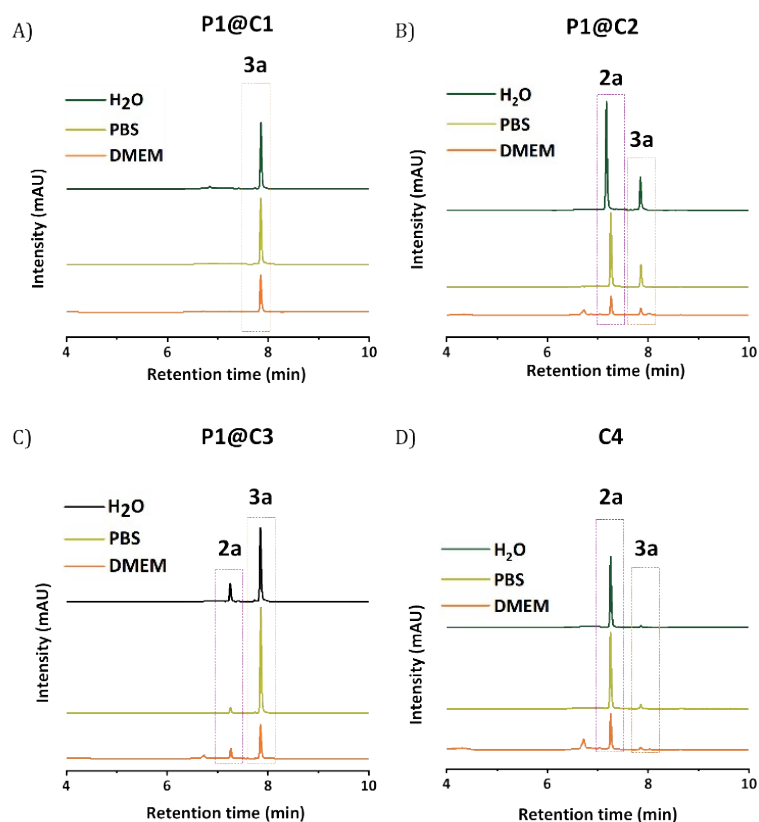 A)
P1@C1
3a
H₂O
PBS
DMEM
Intensity (mAU)
4 6 8 10
Retention time (min)
B)
P1@C2
2a
3a
H₂O
PBS
DMEM
Intensity (mAU)
4 6 8 10
Retention time (min)
C)
P1@C3
3a
2a
H₂O
PBS
DMEM
Intensity (mAU)
4 6 8 10
Retention time (min)
D)
C4
2a
3a
H₂O
PBS
DMEM
Intensity (mAU)
4 6 8 10
Retention time (min)